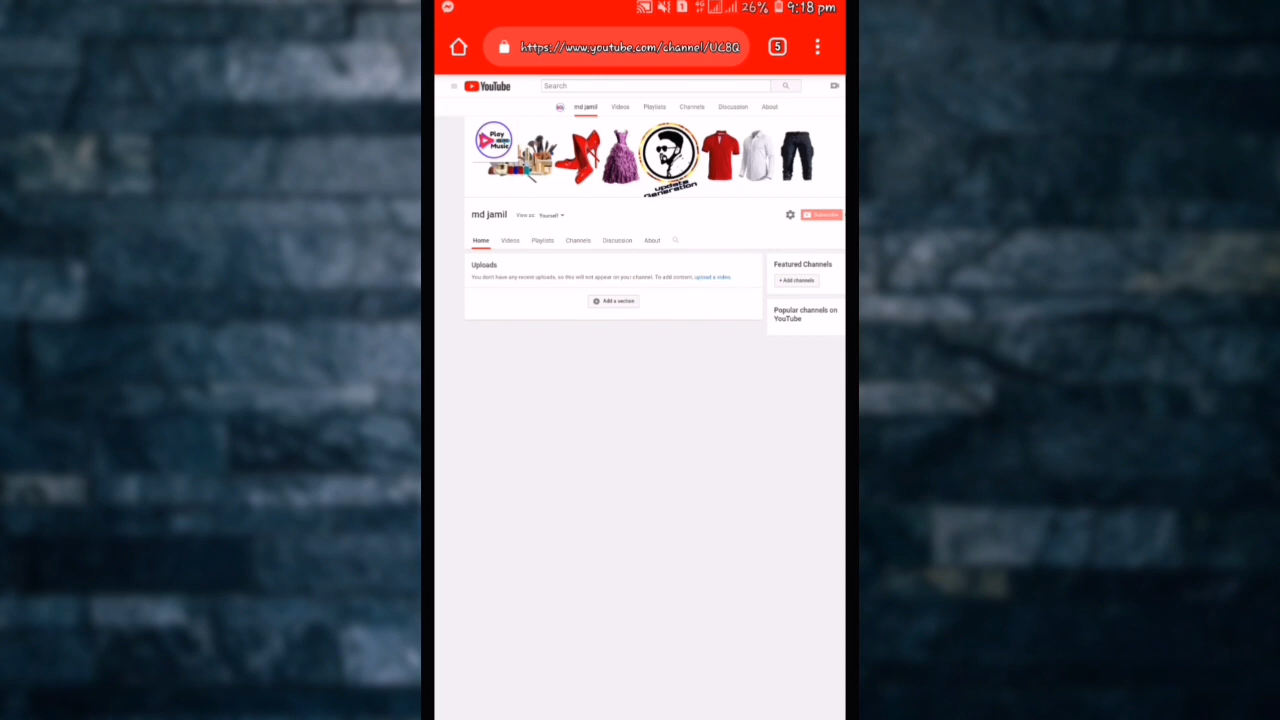 26% 9:18 pm
https://www.youtube.com/channel/UC8Q 5
YouTube Search
md jamil Videos Playlists Channels Discussion About
Play
Music
update
Generation
md jamil View as: Yourself
Subscribe
Home Videos Playlists Channels Discussion About
Uploads
You don't have any recent uploads, so this will not appear on your channel. To add content, upload a video.
Add a section
Featured Channels
+ Add channels
Popular channels on
YouTube